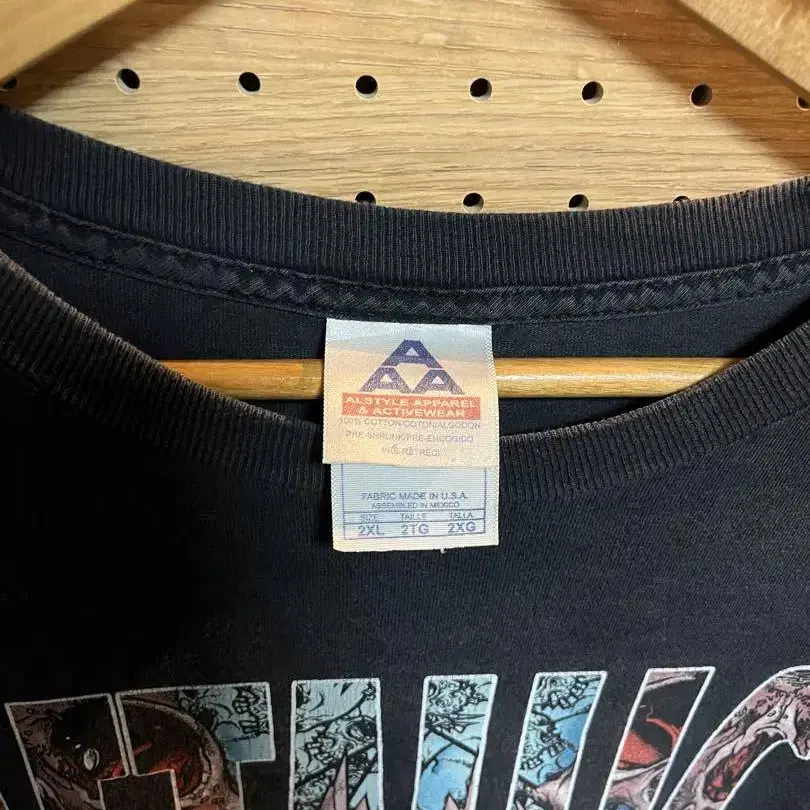 A
AA
ALSTYLE APPAREL
& ACTIVEWEAR
100% COTTON/COTON/ALGODON
PRE-SHRUNK/PRE-ENCOGIDO
PRE-RETRECI
FABRIC MADE IN U.S.A.
ASSEMBLED IN MEXICO
SIZE TAILLE TALLA
2XL 2TG 2XG